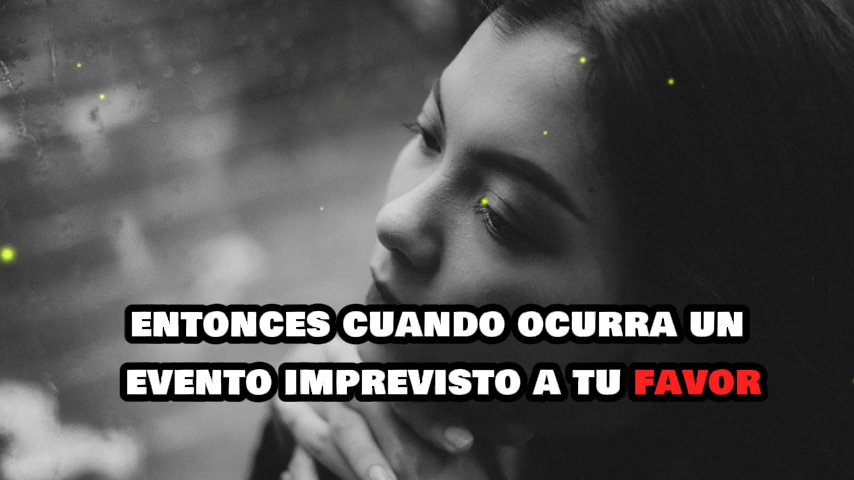 ENTONCES CUANDO OCURRA UN
EVENTO IMPREVISTO A TU FAVOR